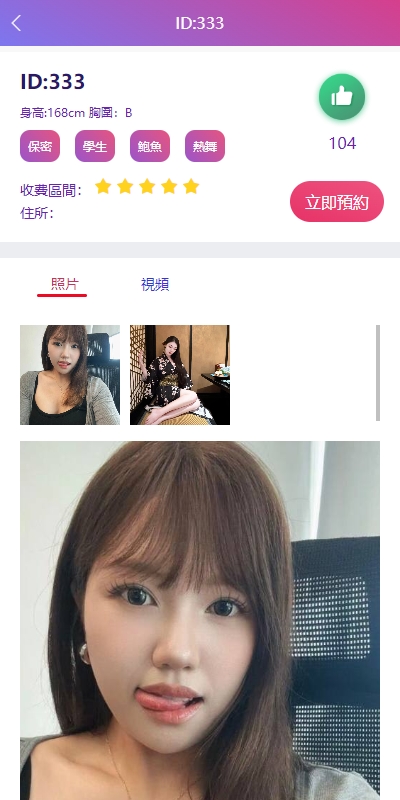 ID:333
ID:333
身高:168cm 胸圍：B
保密 學生 鮑魚 熱舞
104
收費區間：
立即預約
住所：
照片 視頻